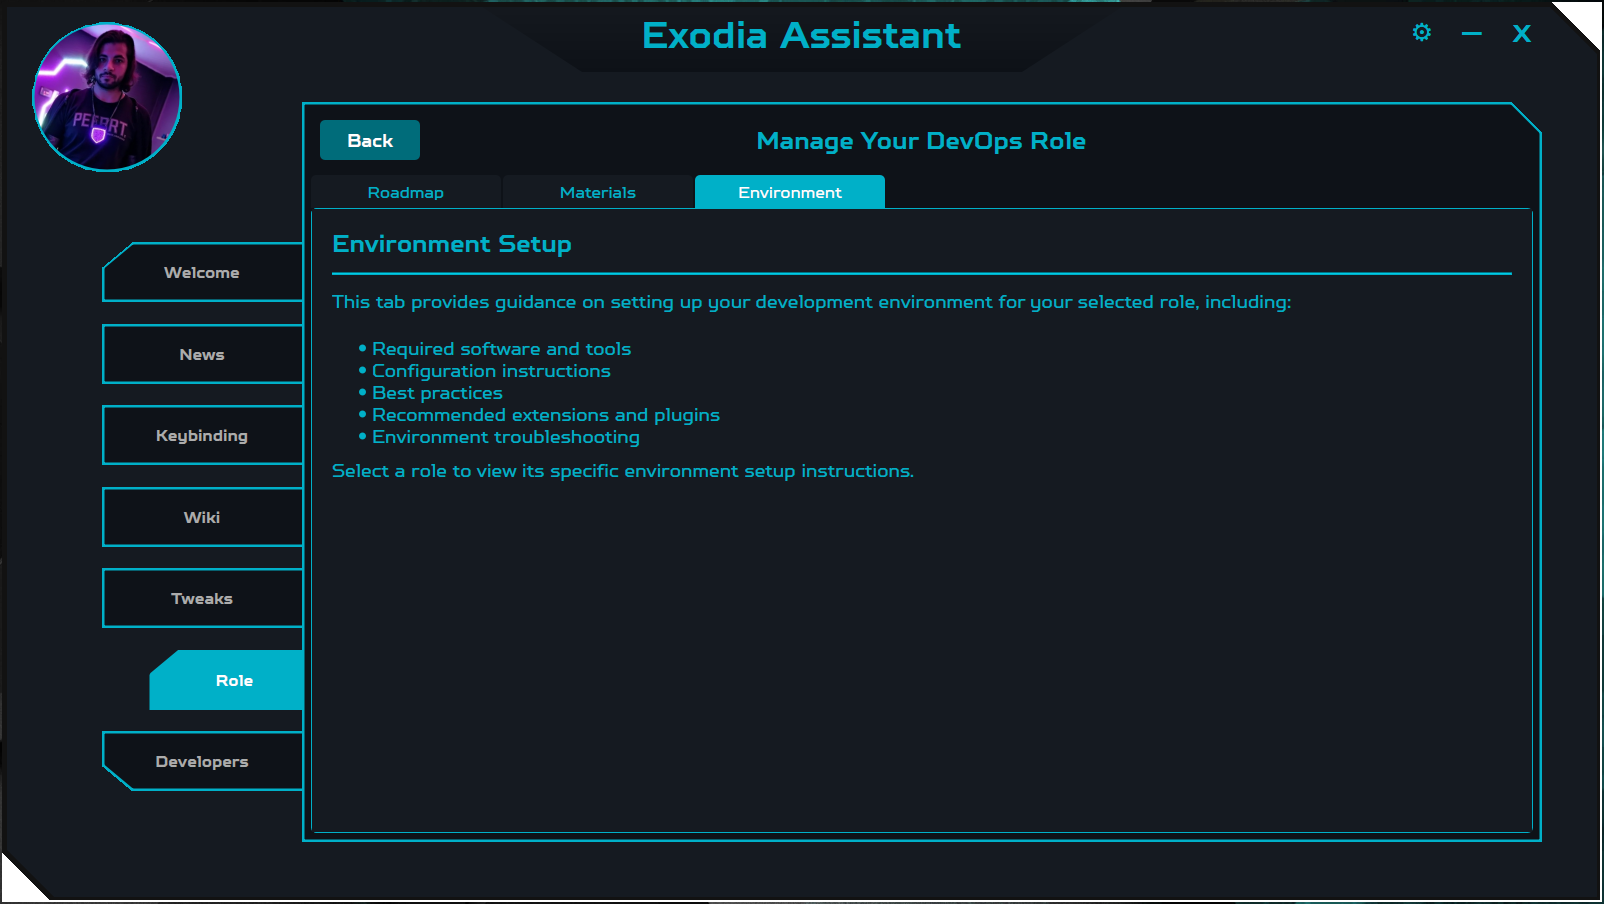 Exodia Assistant
X
Back
Manage Your DevOps Role
Roadmap
Materials
Environment
Environment Setup
This tab provides guidance on setting up your development environment for your selected role, including:
• Required software and tools
• Configuration instructions
• Best practices
• Recommended extensions and plugins
• Environment troubleshooting
Select a role to view its specific environment setup instructions.
Welcome
News
Keybinding
Wiki
Tweaks
Role
Developers